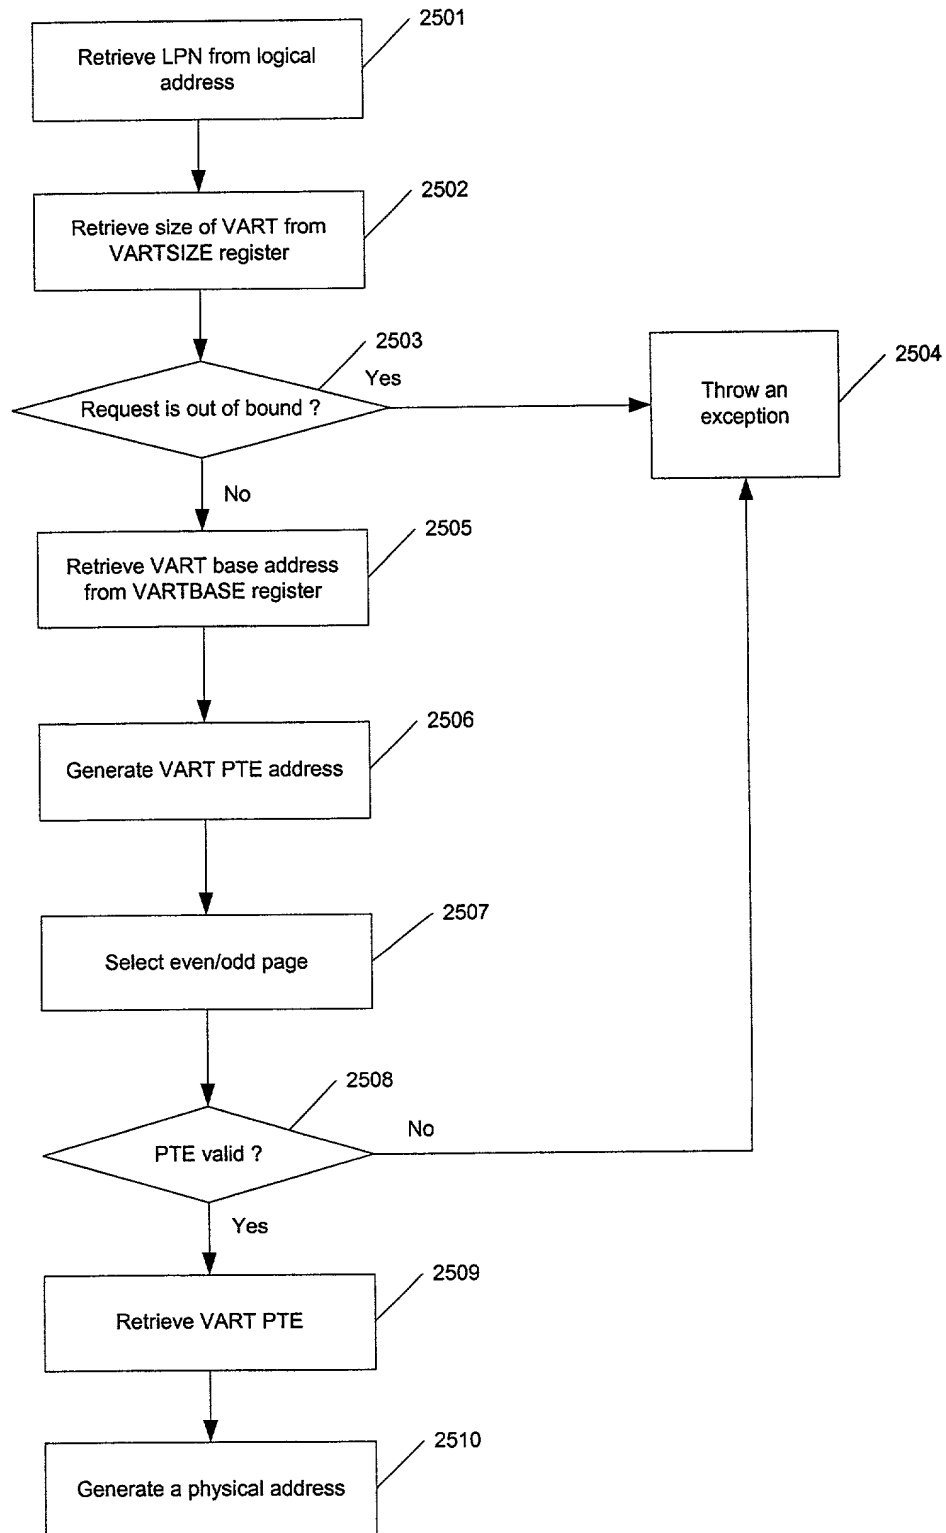 2501
Retrieve LPN from logical
address
2502
Retrieve size of VART from
VARTSIZE register
2503
Yes
Request is out of bound ?
2504
Throw an
exception
No
2505
Retrieve VART base address
from VARTBASE register
2506
Generate VART PTE address
2507
Select even/odd page
2508
No
PTE valid ?
Yes
2509
Retrieve VART PTE
2510
Generate a physical address